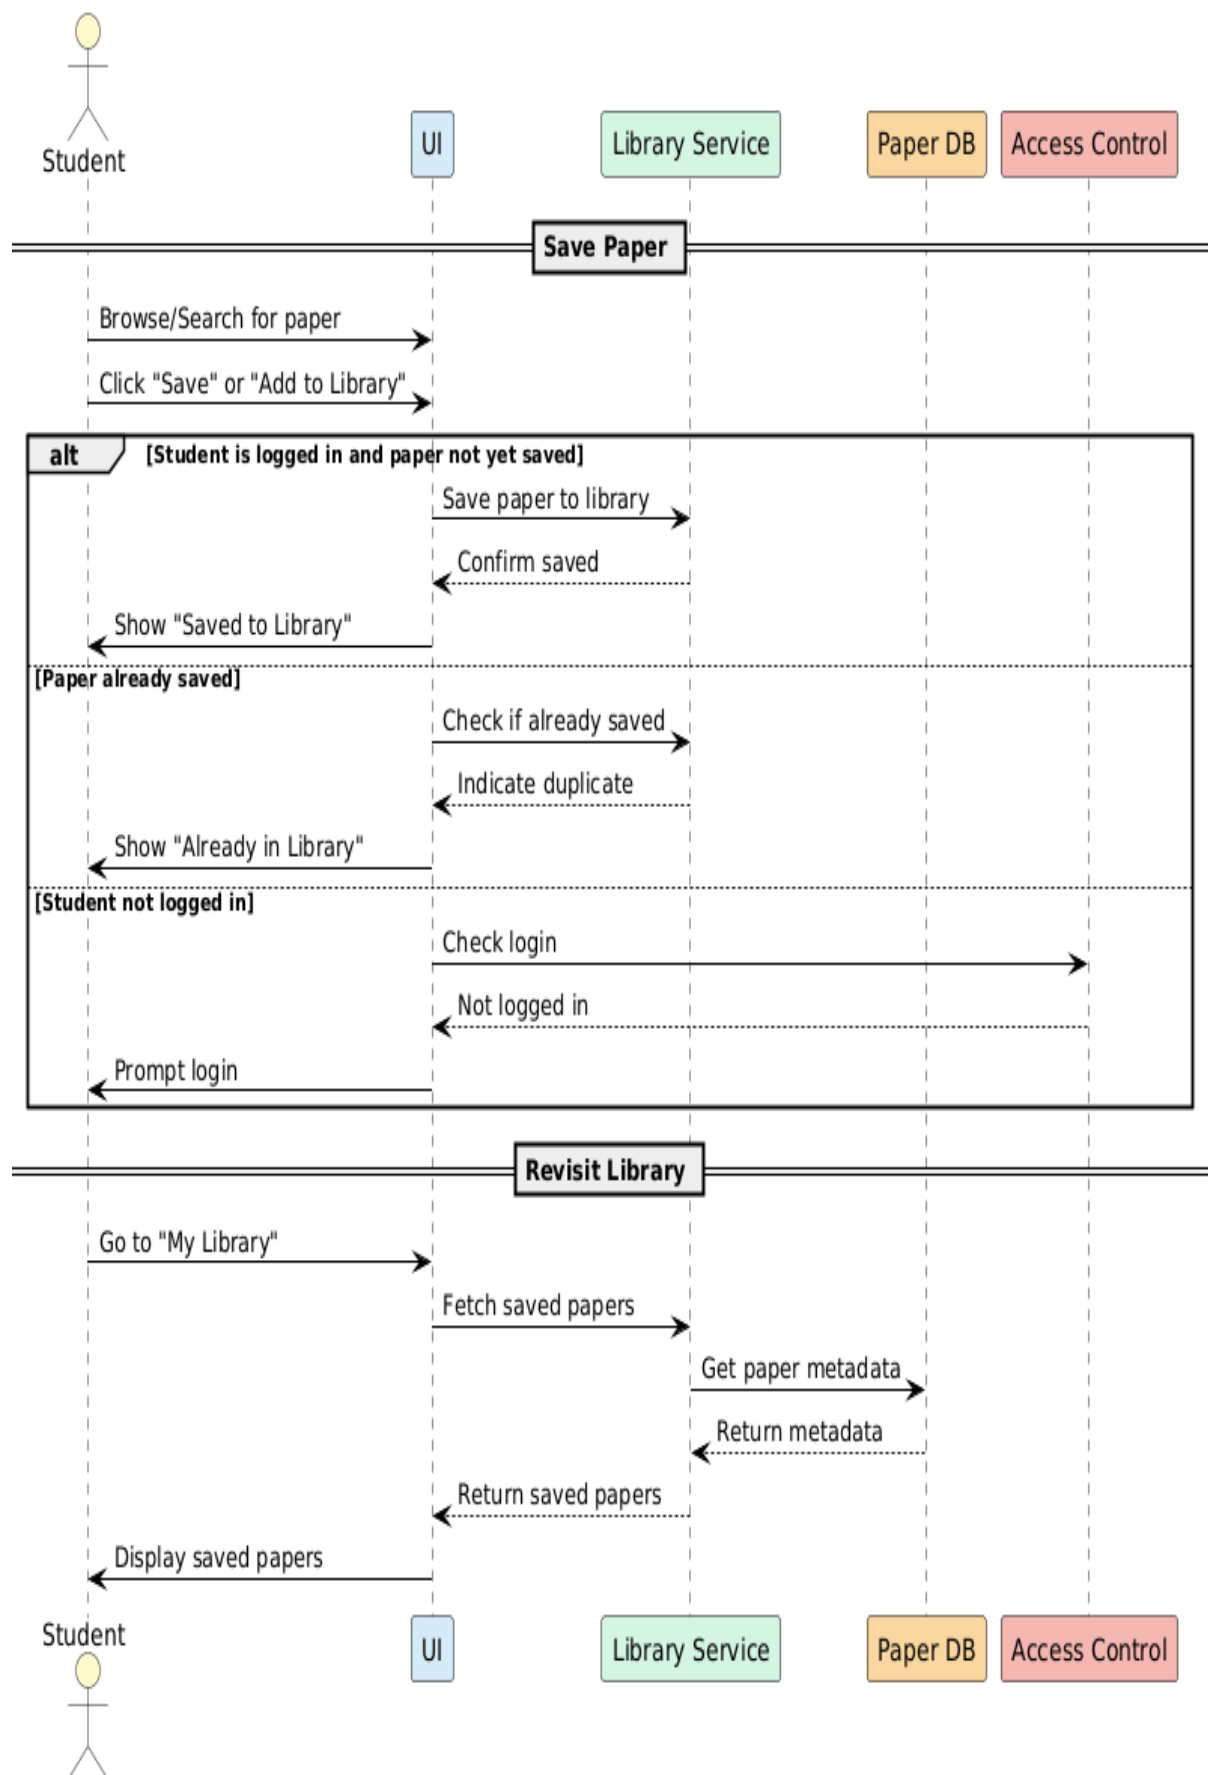 Student
UI
Library Service
Paper DB
Access Control
Save Paper
Browse/Search for paper
Click "Save" or "Add to Library"
alt
[Student is logged in and paper not yet saved]
Save paper to library
Confirm saved
Show "Saved to Library"
[Paper already saved]
Check if already saved
Indicate duplicate
Show "Already in Library"
[Student not logged in]
Check login
Not logged in
Prompt login
Revisit Library
Go to "My Library"
Fetch saved papers
Get paper metadata
Return metadata
Return saved papers
Display saved papers
Student
UI
Library Service
Paper DB
Access Control